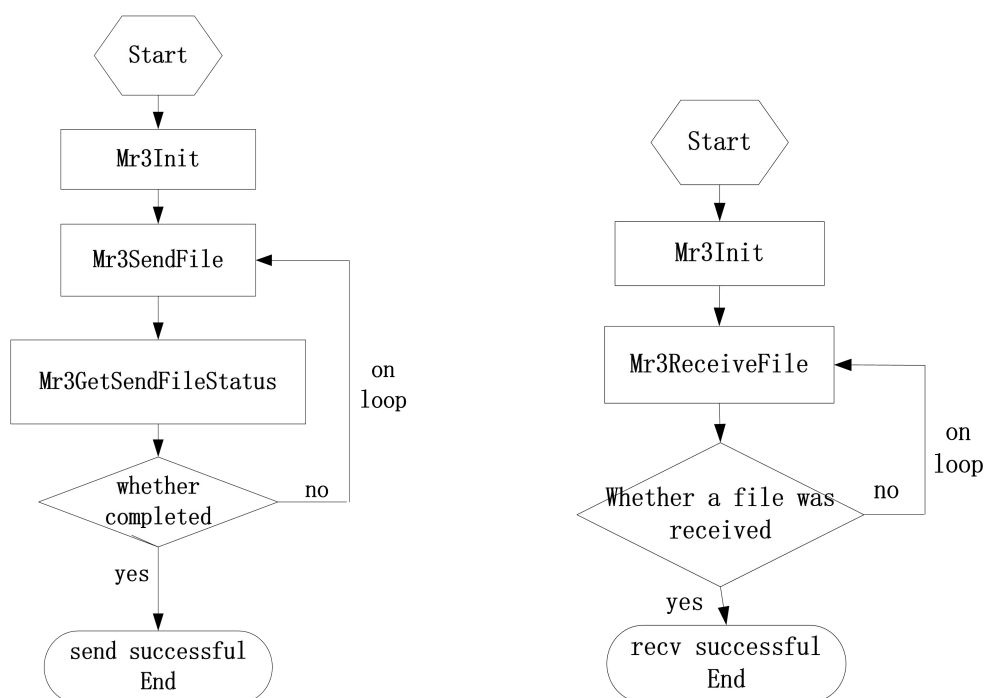 Start
Mr3Init
Mr3SendFile
Mr3GetSendFileStatus
on
loop
whether
completed
no
yes
send successful
End
Start
Mr3Init
Mr3ReceiveFile
on
loop
Whether a file was
received
no
yes
recv successful
End